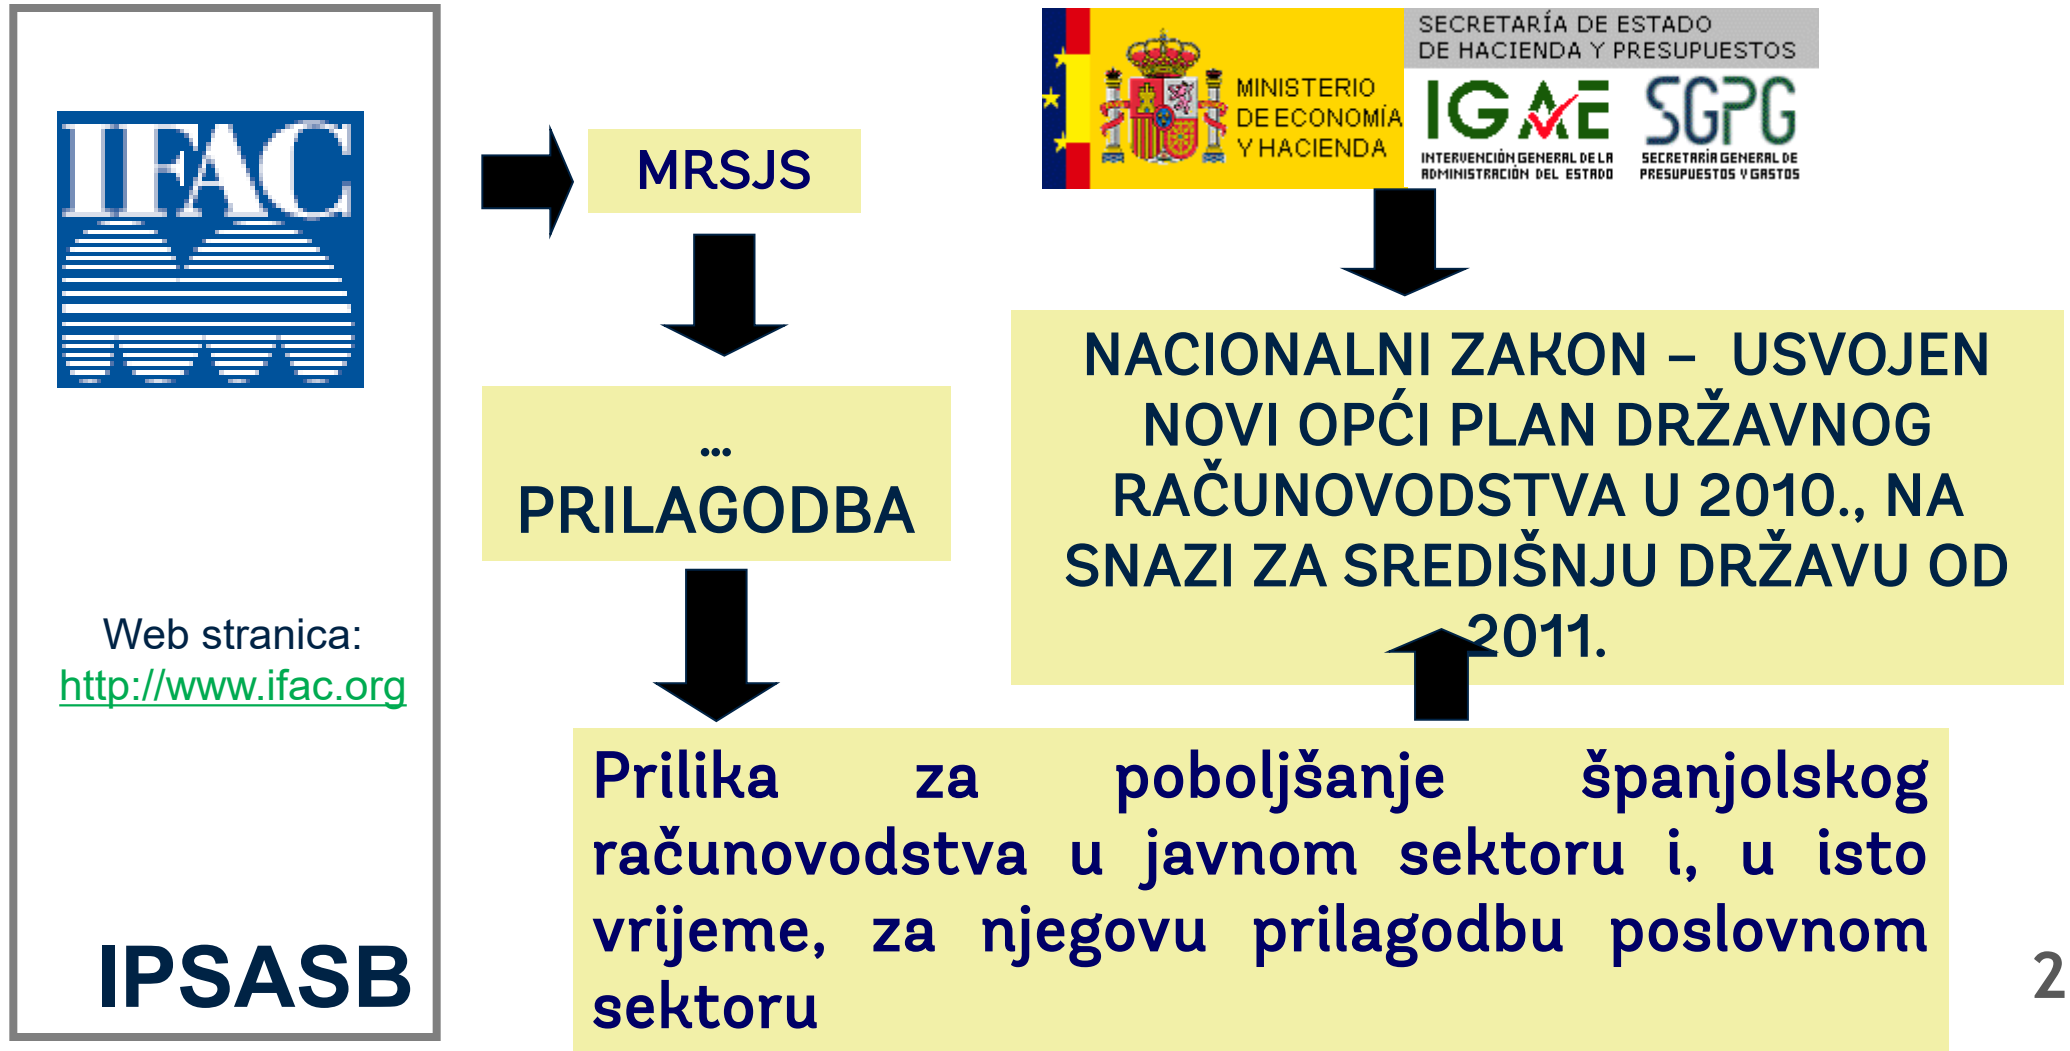 IFAC
Web stranica:
http://www.ifac.org
IPSASB
MRSJS
...
PRILAGODBA
MINISTERIO
DE ECONOMÍA
Y HACIENDA
SECRETARÍA DE ESTADO
DE HACIENDA Y PRESUPUESTOS
IGAE
INTERVENCIÓN GENERAL DE LA
ADMINISTRACIÓN DEL ESTADO
SGPG
SECRETARÍA GENERAL DE
PRESUPUESTOS Y GASTOS
NACIONALNI ZAKON – USVOJEN
NOVI OPĆI PLAN DRŽAVNOG
RAČUNOVODSTVA U 2010., NA
SNAZI ZA SREDIŠNJU DRŽAVU OD
2011.
Prilika za poboljšanje španjolskog
računovodstva u javnom sektoru i, u isto
vrijeme, za njegovu prilagodbu poslovnom
sektoru
2